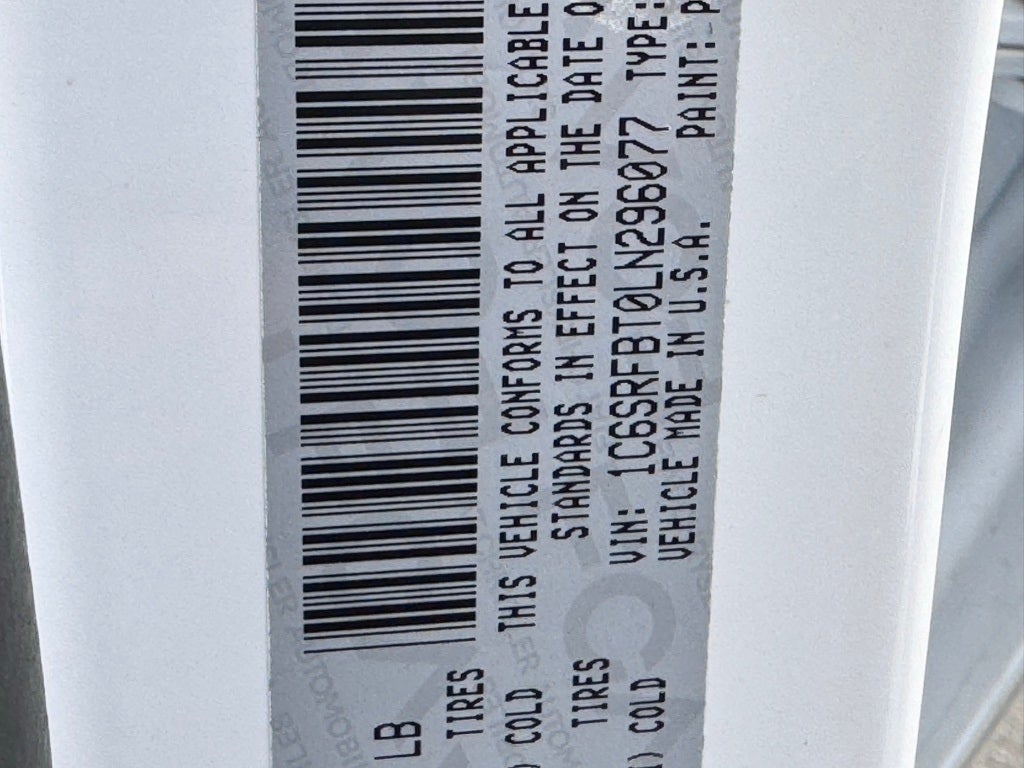 LB
TIRES
) COLD THIS VEHICLE CONFORMS TO ALL APPLICABLE
STANDARDS IN EFFECT ON THE DATE O
TIRES VIN: 1C6SRFBT0LN296077 TYPE:
) COLD VEHICLE MADE IN U.S.A. PAINT: P